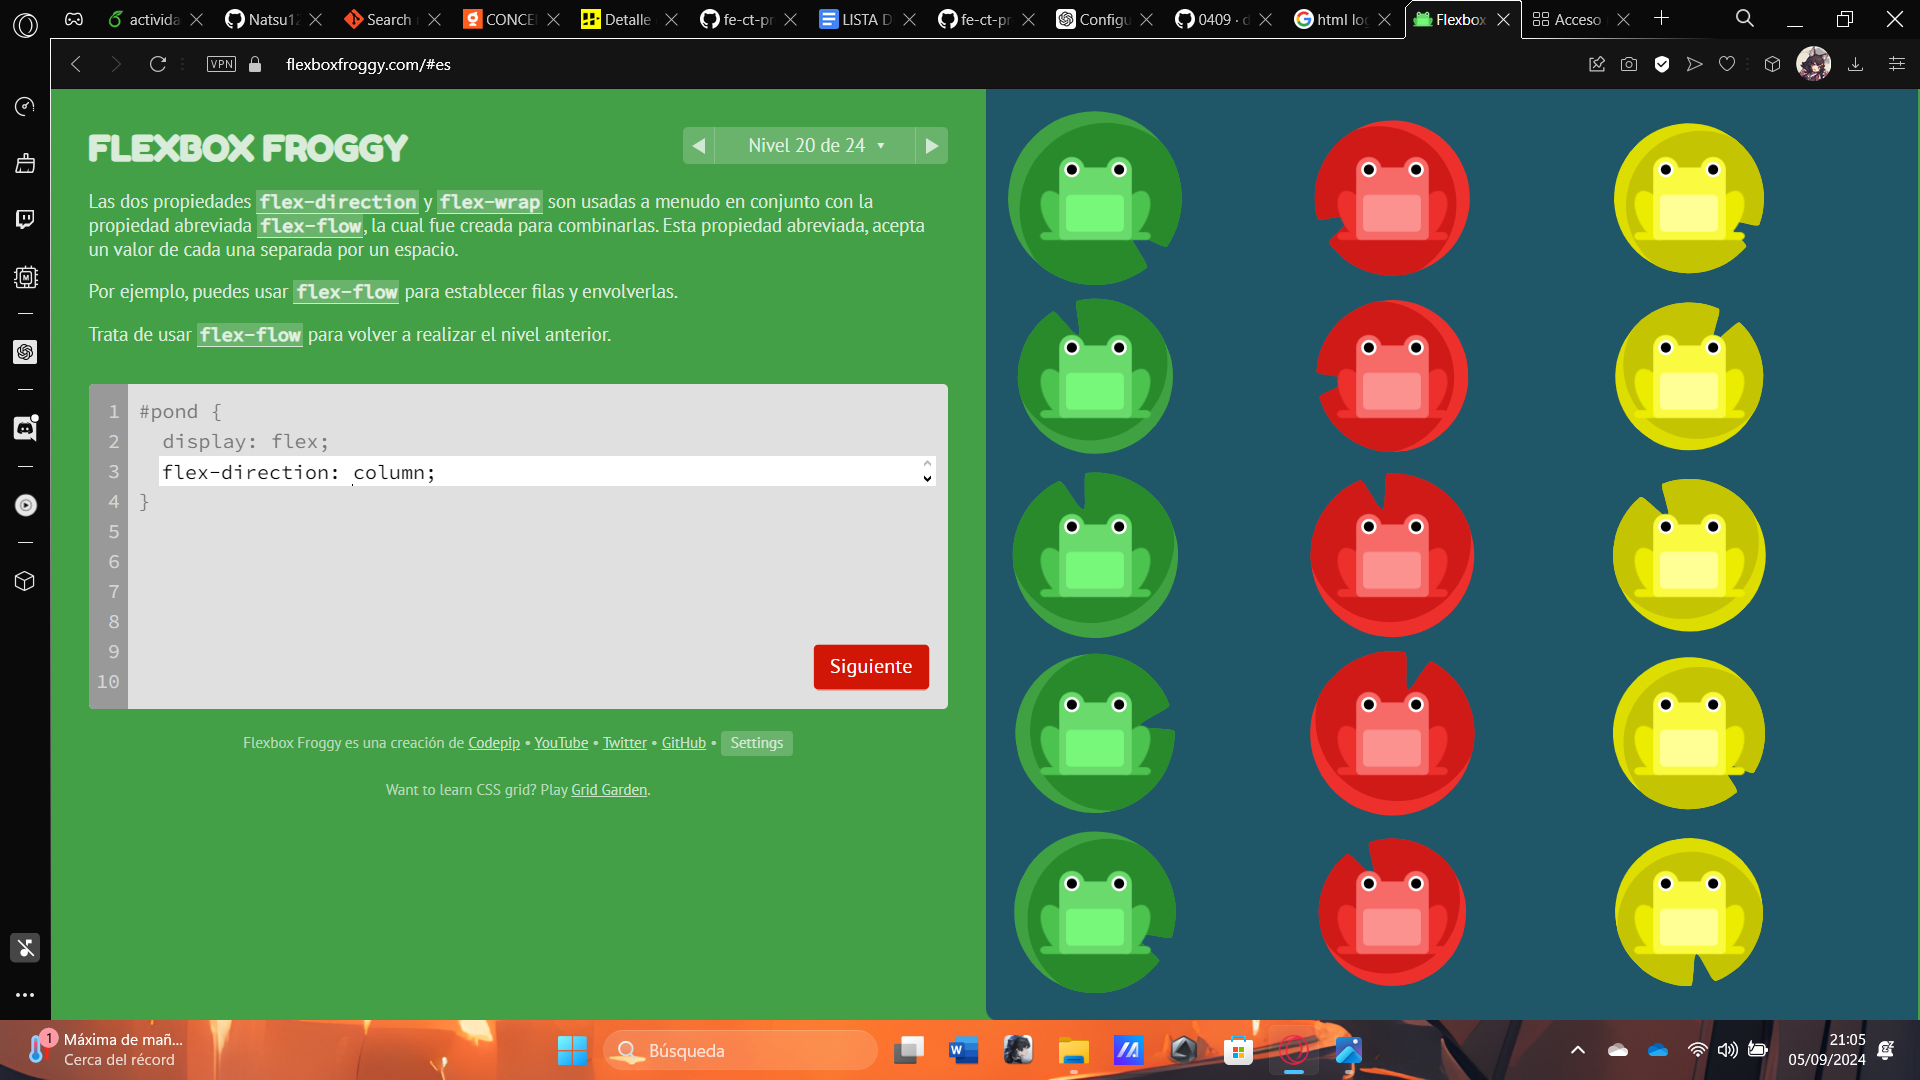 activida
Natsu12
Search
CONCE
Detalle
fe-ct-pr
LISTA D
fe-ct-pr
Configu
0409 · d
html log
Flexbox
Acceso
VPN
flexboxfroggy.com/#es
FLEXBOX FROGGY
Nivel 20 de 24 ▾
Las dos propiedades flex-direction y flex-wrap son usadas a menudo en conjunto con la
propiedad abreviada flex-flow, la cual fue creada para combinarlas. Esta propiedad abreviada, acepta
un valor de cada una separada por un espacio.
Por ejemplo, puedes usar flex-flow para establecer filas y envolverlas.
Trata de usar flex-flow para volver a realizar el nivel anterior.
1 #pond {
2 display: flex;
3 flex-direction: column;
4 }
5
6
7
8
9
10
Siguiente
Flexbox Froggy es una creación de Codepip • YouTube • Twitter • GitHub • Settings
Want to learn CSS grid? Play Grid Garden.
1
Máxima de mañ...
Cerca del récord
Búsqueda
21:05
05/09/2024